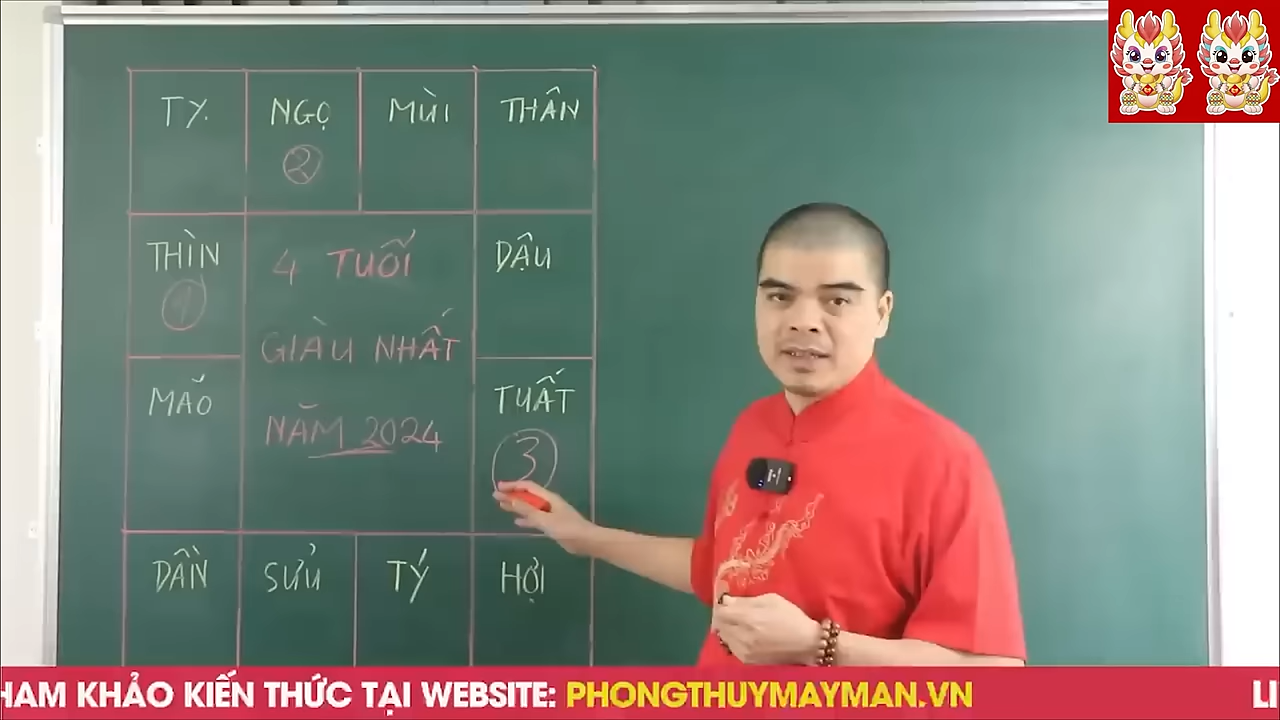 TỴ
NGỌ
MÙI
THÂN
2
THÌN
4 TUỔI
DẬU
1
GIÀU NHẤT
MÃO
NĂM 2024
TUẤT
3
DẦN
SỬU
TÝ
HỢI
HAM KHẢO KIẾN THỨC TẠI WEBSITE: PHONGTHUYMAYMAN.VN
LI